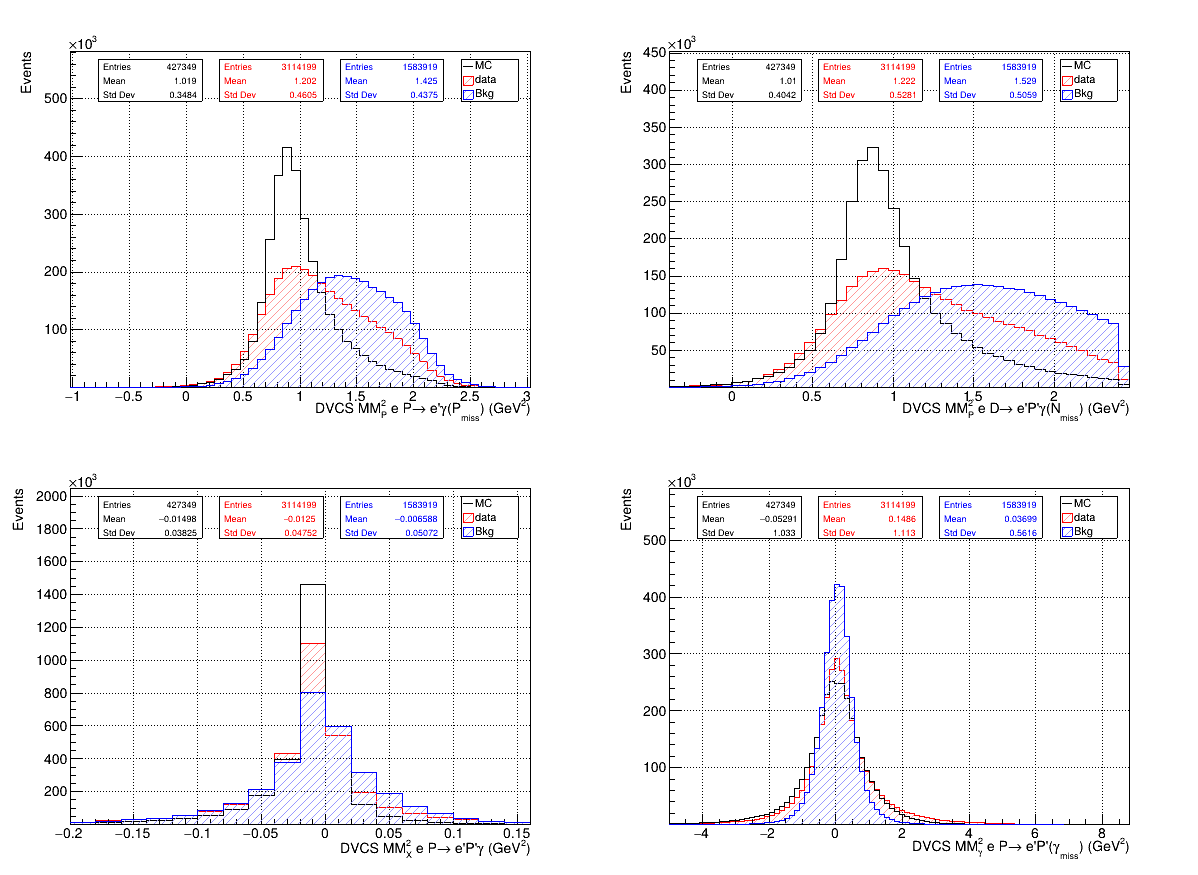 ×10³
Events
Entries 427349
Mean 1.019
Std Dev 0.3484
Entries 3114199
Mean 1.202
Std Dev 0.4605
Entries 1583919
Mean 1.425
Std Dev 0.4375
MC
data
Bkg
500
400
300
200
100
−1 −0.5 0 0.5 1 1.5 2 2.5 3
DVCS MM²_P e P→ e'γ(P_miss) (GeV²)
×10³
Events
Entries 427349
Mean 1.01
Std Dev 0.4042
Entries 3114199
Mean 1.222
Std Dev 0.5281
Entries 1583919
Mean 1.529
Std Dev 0.5059
MC
data
Bkg
450
400
350
300
250
200
150
100
50
0 0.5 1 1.5 2
DVCS MM²_P e D→ e'P'γ(N_miss) (GeV²)
×10³
Events
Entries 427349
Mean −0.01498
Std Dev 0.03825
Entries 3114199
Mean −0.0125
Std Dev 0.04752
Entries 1583919
Mean −0.006588
Std Dev 0.05072
MC
data
Bkg
2000
1800
1600
1400
1200
1000
800
600
400
200
−0.2 −0.15 −0.1 −0.05 0 0.05 0.1 0.15
DVCS MM²_X e P→ e'P'γ (GeV²)
×10³
Events
Entries 427349
Mean −0.05291
Std Dev 1.033
Entries 3114199
Mean 0.1486
Std Dev 1.113
Entries 1583919
Mean 0.03699
Std Dev 0.5616
MC
data
Bkg
500
400
300
200
100
−4 −2 0 2 4 6 8
DVCS MM²_γ e P→ e'P'(γ_miss) (GeV²)